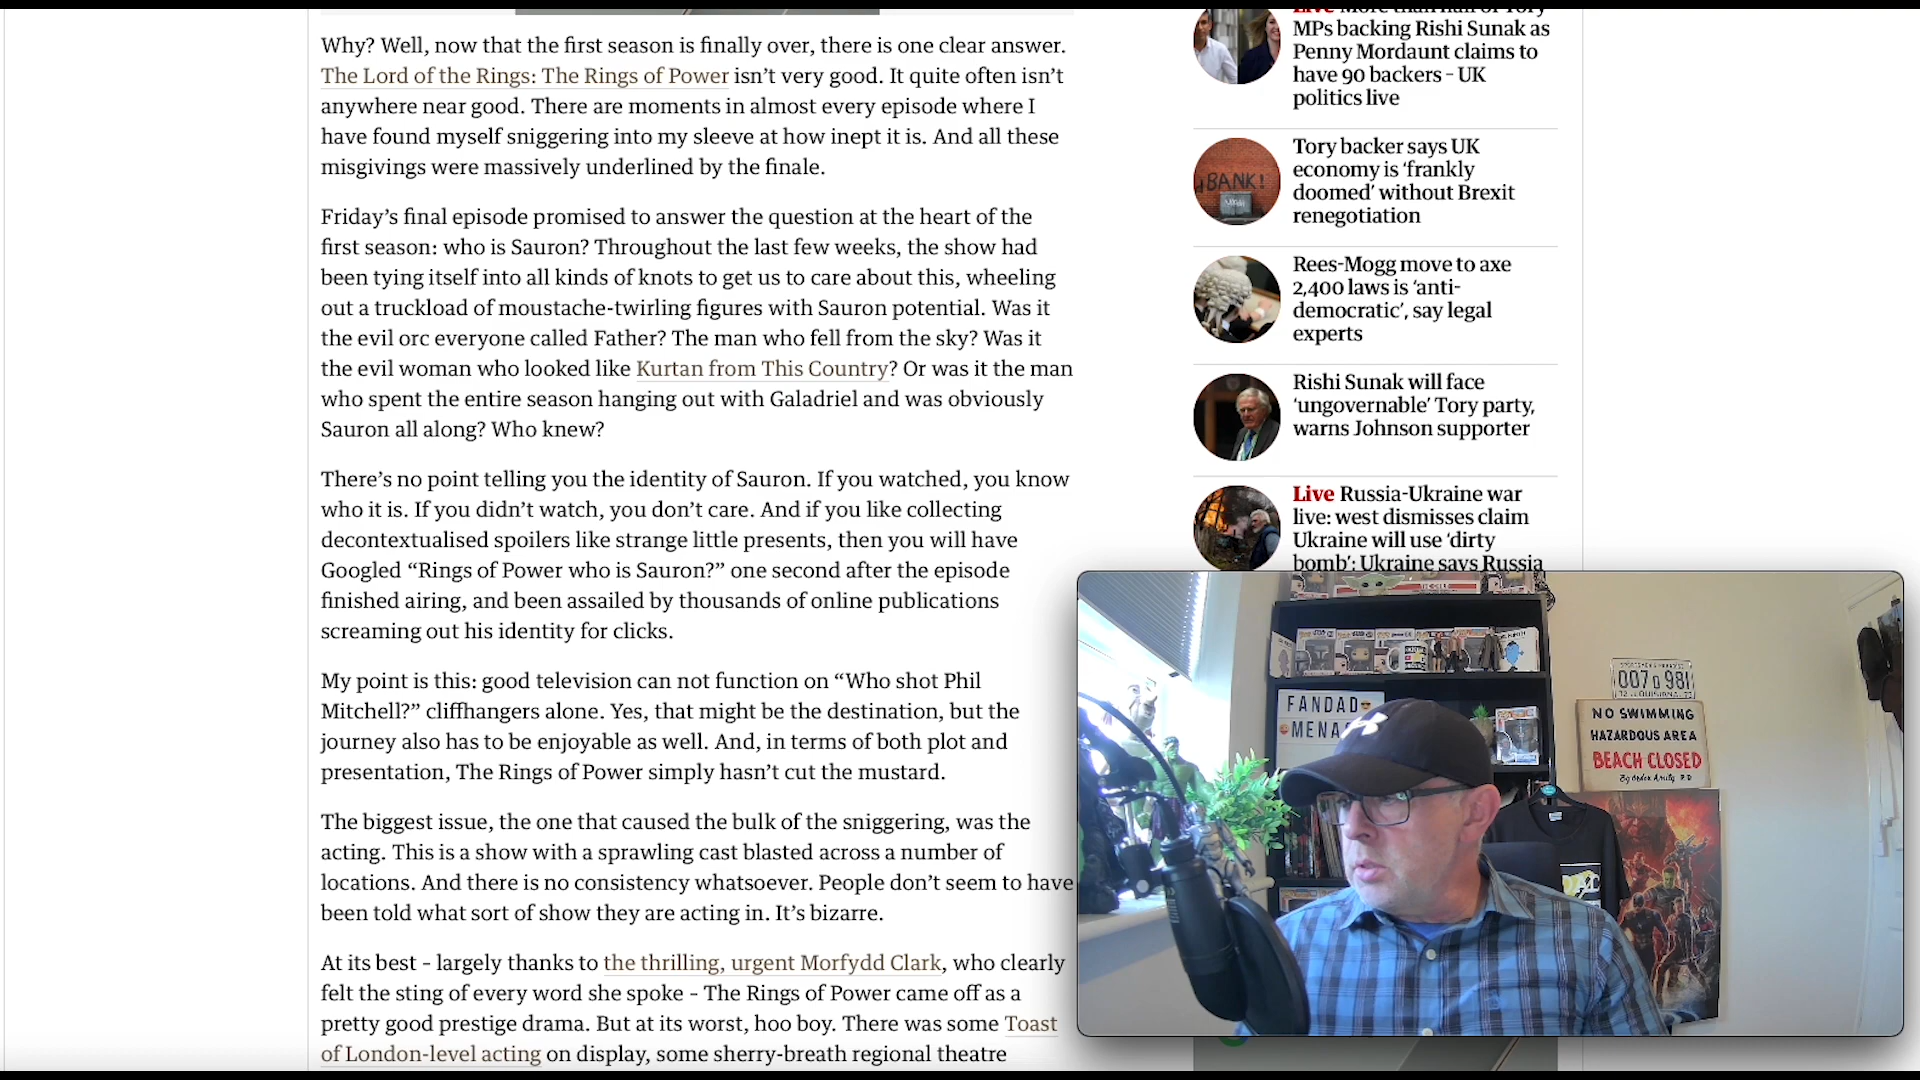 Why? Well, now that the first season is finally over, there is one clear answer.
The Lord of the Rings: The Rings of Power isn’t very good. It quite often isn’t
anywhere near good. There are moments in almost every episode where I
have found myself sniggering into my sleeve at how inept it is. And all these
misgivings were massively underlined by the finale.
Friday’s final episode promised to answer the question at the heart of the
first season: who is Sauron? Throughout the last few weeks, the show had
been tying itself into all kinds of knots to get us to care about this, wheeling
out a truckload of moustache-twirling figures with Sauron potential. Was it
the evil orc everyone called Father? The man who fell from the sky? Was it
the evil woman who looked like Kurtan from This Country? Or was it the man
who spent the entire season hanging out with Galadriel and was obviously
Sauron all along? Who knew?
There’s no point telling you the identity of Sauron. If you watched, you know
who it is. If you didn’t watch, you don’t care. And if you like collecting
decontextualised spoilers like strange little presents, then you will have
Googled “Rings of Power who is Sauron?” one second after the episode
finished airing, and been assailed by thousands of online publications
screaming out his identity for clicks.
My point is this: good television can not function on “Who shot Phil
Mitchell?” cliffhangers alone. Yes, that might be the destination, but the
journey also has to be enjoyable as well. And, in terms of both plot and
presentation, The Rings of Power simply hasn’t cut the mustard.
The biggest issue, the one that caused the bulk of the sniggering, was the
acting. This is a show with a sprawling cast blasted across a number of
locations. And there is no consistency whatsoever. People don’t seem to have
been told what sort of show they are acting in. It’s bizarre.
At its best – largely thanks to the thrilling, urgent Morfydd Clark, who clearly
felt the sting of every word she spoke – The Rings of Power came off as a
pretty good prestige drama. But at its worst, hoo boy. There was some Toast
of London-level acting on display, some sherry-breath regional theatre
Live More than half of Tory
MPs backing Rishi Sunak as
Penny Mordaunt claims to
have 90 backers – UK
politics live
BANK!
Tory backer says UK
economy is ‘frankly
doomed’ without Brexit
renegotiation
Rees-Mogg move to axe
2,400 laws is ‘anti-
democratic’, say legal
experts
Rishi Sunak will face
‘ungovernable’ Tory party,
warns Johnson supporter
Live Russia-Ukraine war
live: west dismisses claim
Ukraine will use ‘dirty
bomb’; Ukraine says Russia
FANDAD
MENA
007 981
NO SWIMMING
HAZARDOUS AREA
BEACH CLOSED
By Order Amity P.D